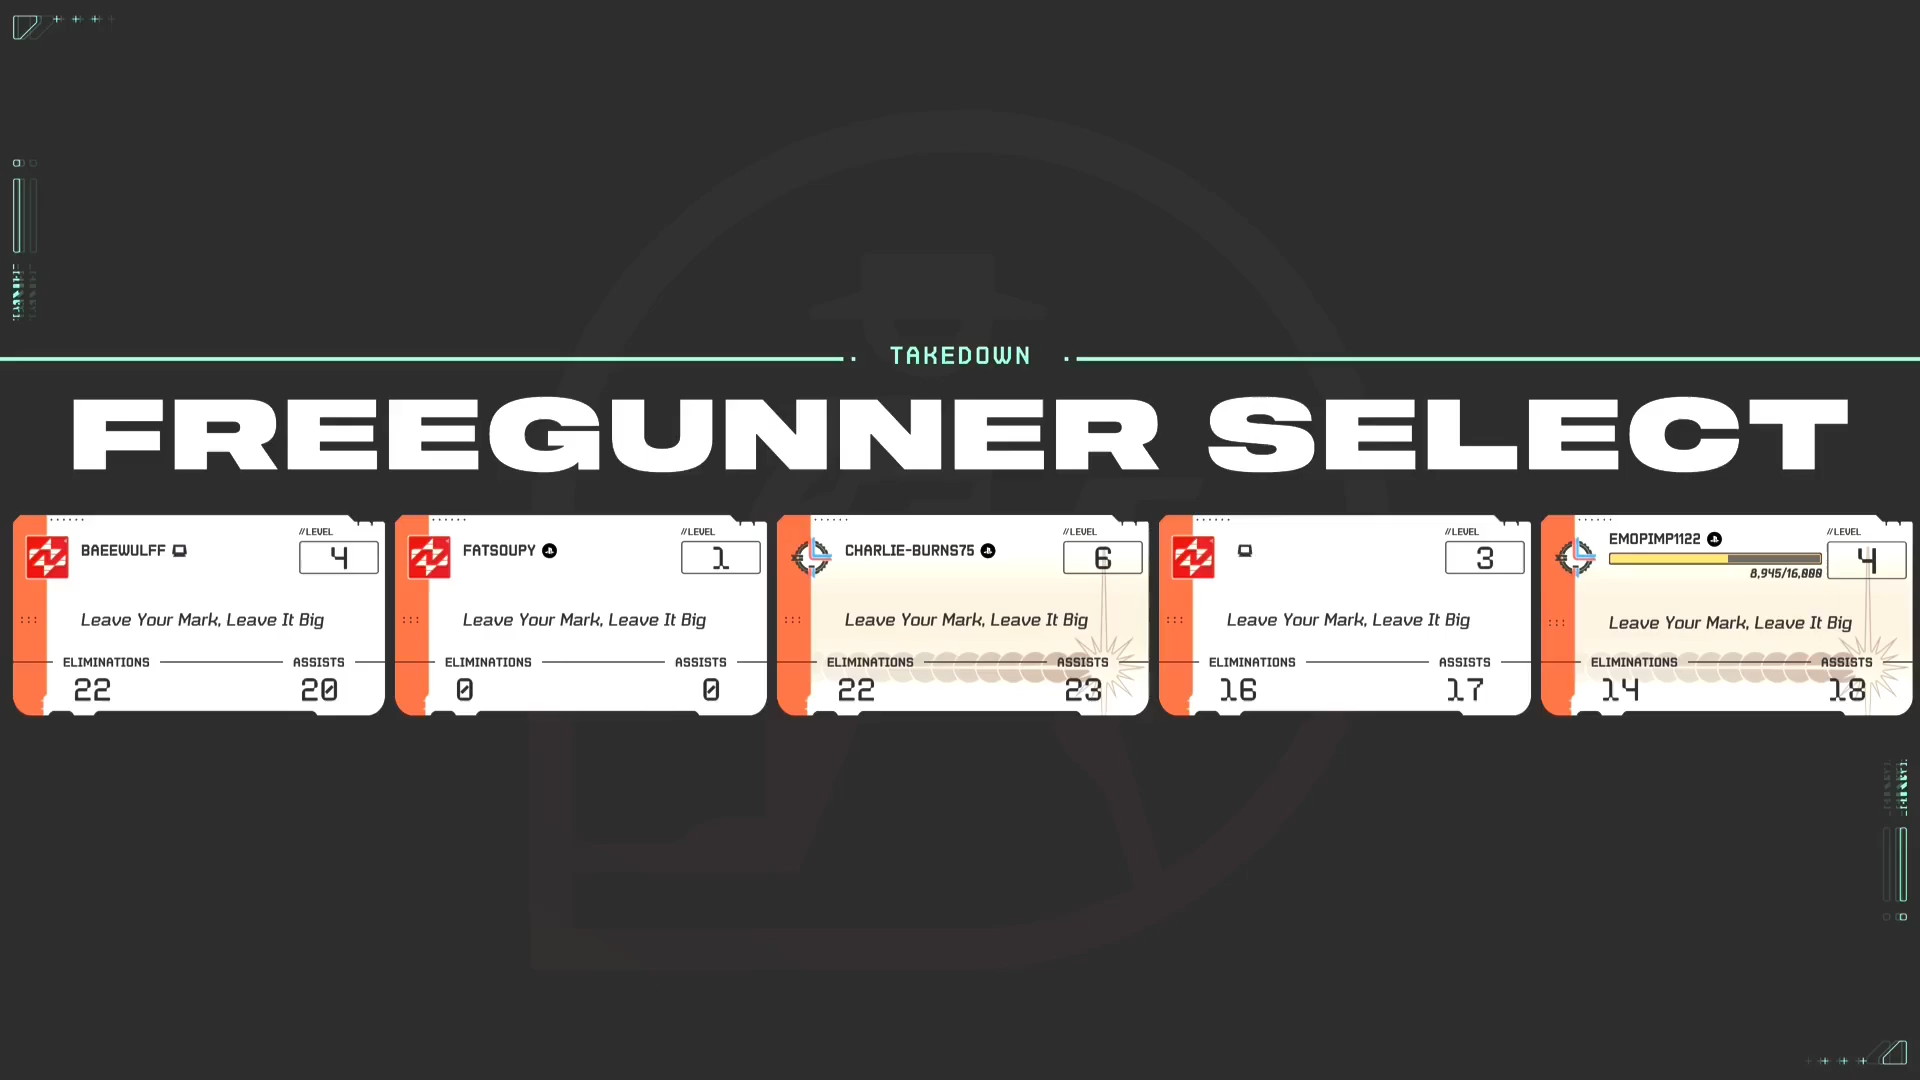 TAKEDOWN
FREEGUNNER SELECT
BAEEWULFF
//LEVEL
4
Leave Your Mark, Leave It Big
ELIMINATIONS
ASSISTS
22
20
FATSOUPY
//LEVEL
1
Leave Your Mark, Leave It Big
ELIMINATIONS
ASSISTS
0
0
CHARLIE-BURNS75
//LEVEL
6
Leave Your Mark, Leave It Big
ELIMINATIONS
ASSISTS
22
23
//LEVEL
3
Leave Your Mark, Leave It Big
ELIMINATIONS
ASSISTS
16
17
EMOPIMP1122
//LEVEL
4
8,945/16,000
Leave Your Mark, Leave It Big
ELIMINATIONS
ASSISTS
14
18